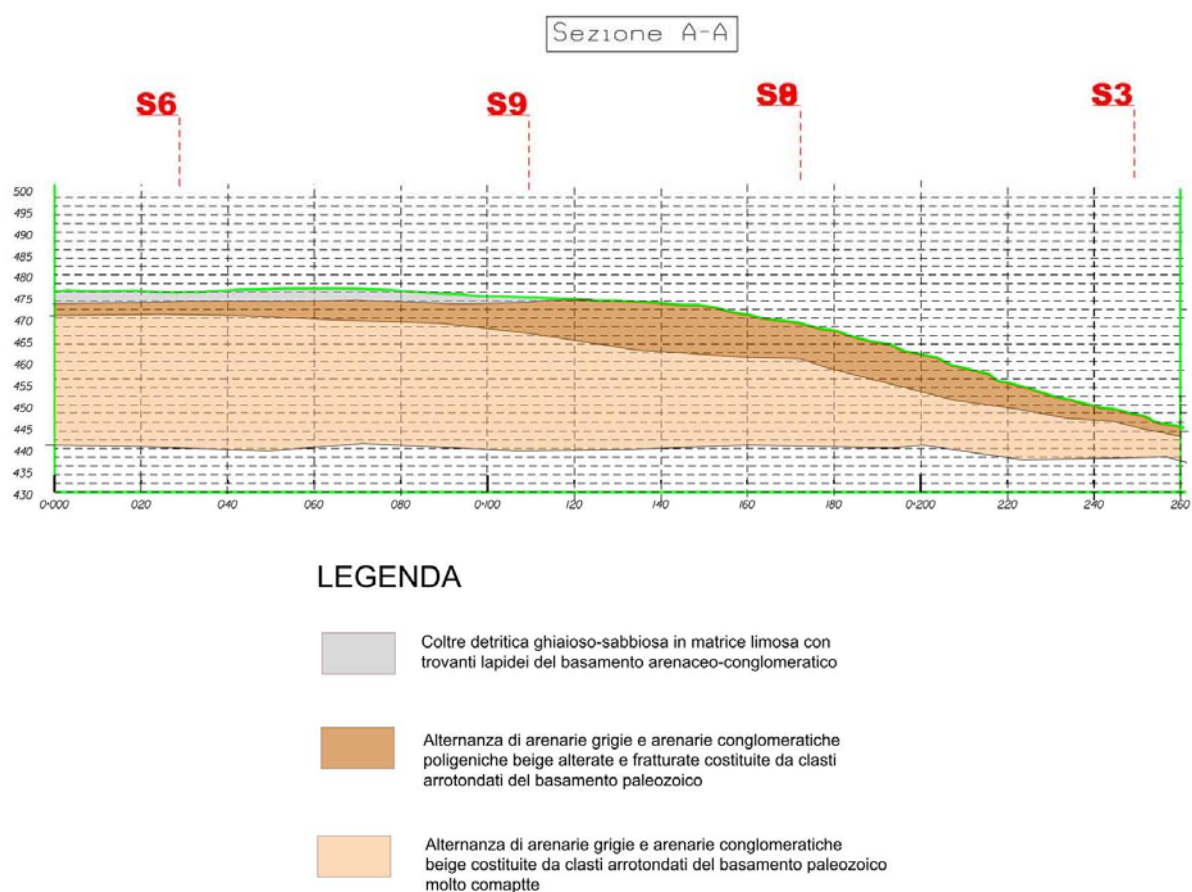 Sezione A-A
S6
S9
S3
500
495
490
485
480
475
470
465
460
455
450
445
440
435
430
0+000 020 040 060 080 0+100 120 140 160 180 0+200 220 240 260
LEGENDA
Coltre detritica ghiaioso-sabbiosa in matrice limosa con
trovanti lapidei del basamento arenaceo-conglomeratico
Alternanza di arenarie grigie e arenarie conglomeratiche
poligeniche beige alterate e fratturate costituite da clasti
arrotondati del basamento paleozoico
Alternanza di arenarie grigie e arenarie conglomeratiche
beige costituite da clasti arrotondati del basamento paleozoico
molto comaptte